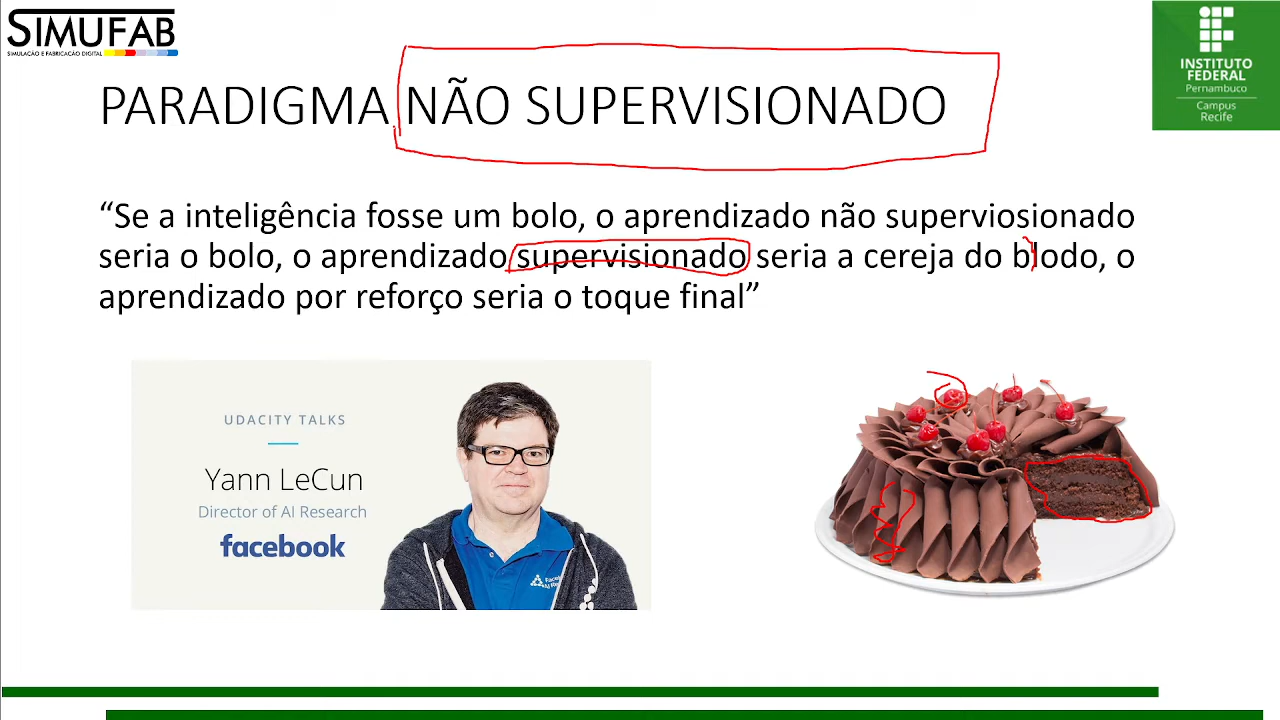 SIMUFAB
SIMULAÇÃO E FABRICAÇÃO DIGITAL
INSTITUTO
FEDERAL
Pernambuco
Campus
Recife
PARADIGMA NÃO SUPERVISIONADO
“Se a inteligência fosse um bolo, o aprendizado não superviosionado
seria o bolo, o aprendizado supervisionado seria a cereja do blodo, o
aprendizado por reforço seria o toque final”
UDACITY TALKS
Yann LeCun
Director of AI Research
facebook